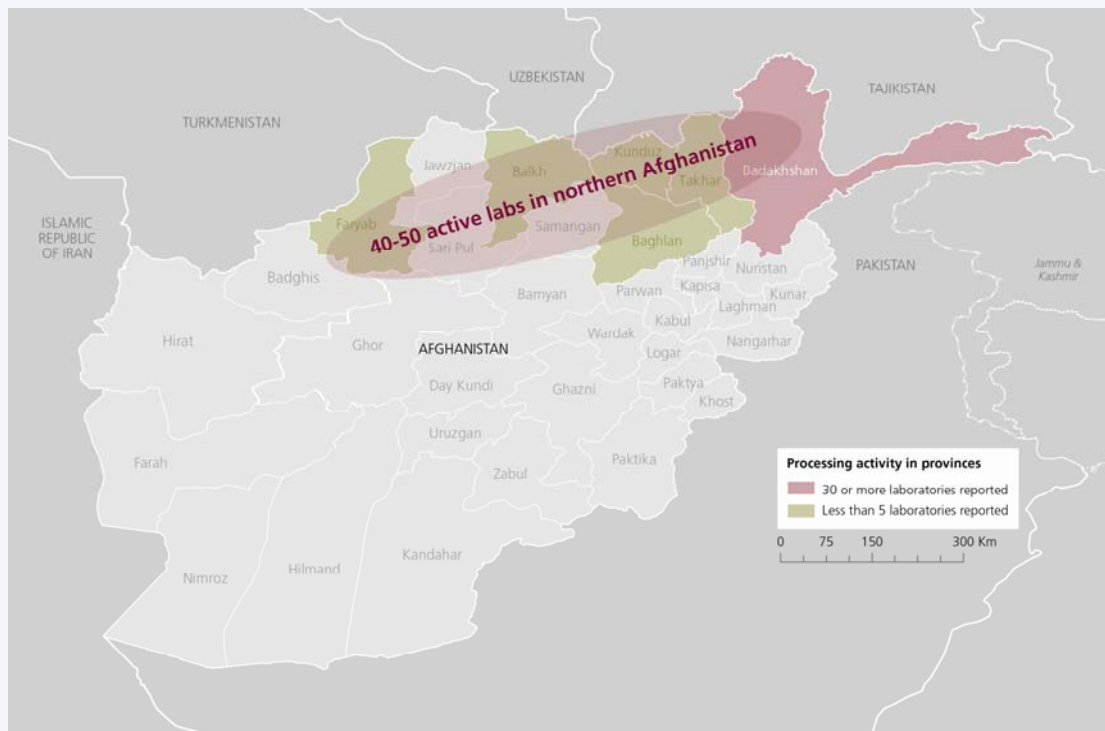 UZBEKISTAN
TAJIKISTAN
TURKMENISTAN
Jawzjan
Balkh
Kunduz
Takhar
Badakhshan
40-50 active labs in northern Afghanistan
Faryab
Sari Pul
Samangan
Baghlan
ISLAMIC
REPUBLIC
OF IRAN
Badghis
Panjshir
Nuristan
PAKISTAN
Jammu &
Kashmir
Bamyan
Parwan
Kapisa
Kunar
Laghman
Kabul
Hirat
Ghor
AFGHANISTAN
Wardak
Nangarhar
Logar
Day Kundi
Ghazni
Paktya
Khost
Uruzgan
Farah
Zabul
Paktika
Processing activity in provinces
30 or more laboratories reported
Less than 5 laboratories reported
0 75 150 300 Km
Kandahar
Hilmand
Nimroz